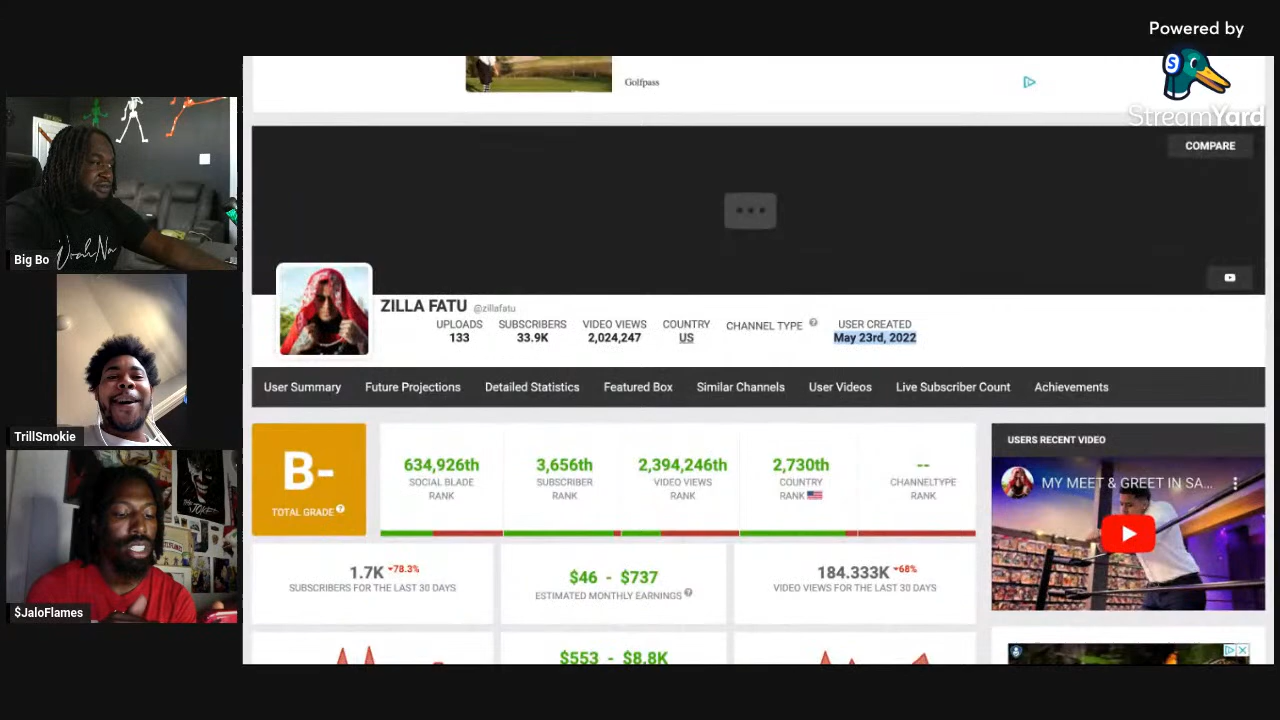 Powered by
S
StreamYard
Golfpass
COMPARE
ZILLA FATU @zillafatu
UPLOADS
133
SUBSCRIBERS
33.9K
VIDEO VIEWS
2,024,247
COUNTRY
US
CHANNEL TYPE ?
USER CREATED
May 23rd, 2022
User Summary Future Projections Detailed Statistics Featured Box Similar Channels User Videos Live Subscriber Count Achievements
B-
TOTAL GRADE ?
634,926th
SOCIAL BLADE
RANK
3,656th
SUBSCRIBER
RANK
2,394,246th
VIDEO VIEWS
RANK
2,730th
COUNTRY
RANK
--
CHANNELTYPE
RANK
USERS RECENT VIDEO
MY MEET & GREET IN SA...
1.7K -78.3%
SUBSCRIBERS FOR THE LAST 30 DAYS
$46 - $737
ESTIMATED MONTHLY EARNINGS ?
184.333K -68%
VIDEO VIEWS FOR THE LAST 30 DAYS
$553 - $8.8K
Big Bo
TrillSmokie
THE JOKER
$JaloFlames